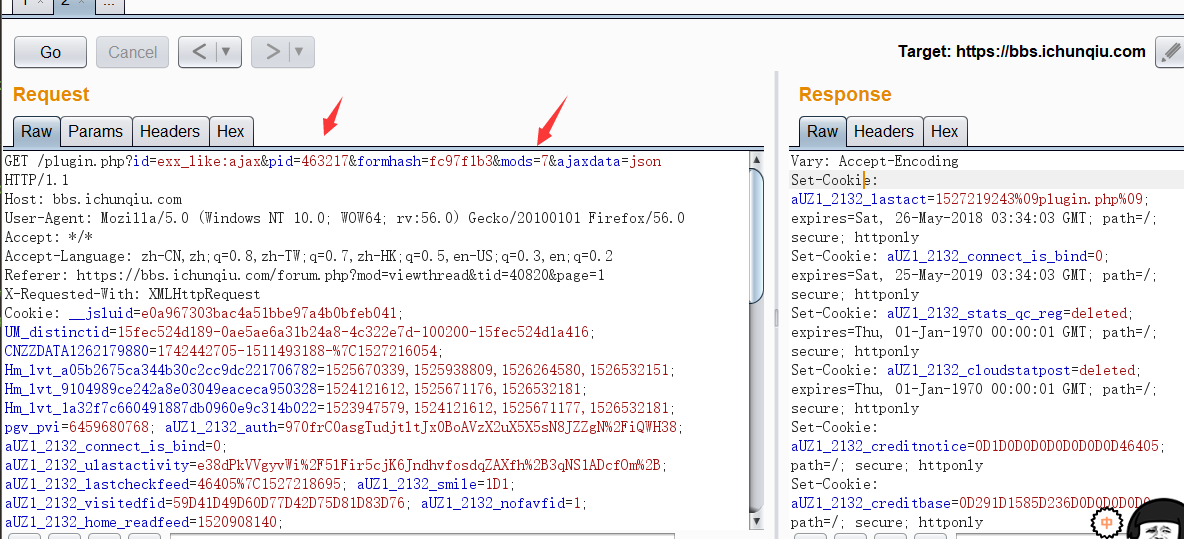 1 × 2 × ...
Go Cancel < > Target: https://bbs.ichunqiu.com
Request
Raw Params Headers Hex
GET /plugin.php?id=exx_like:ajax&pid=463217&formhash=fc97f1b3&mods=7&ajaxdata=json
HTTP/1.1
Host: bbs.ichunqiu.com
User-Agent: Mozilla/5.0 (Windows NT 10.0; WOW64; rv:56.0) Gecko/20100101 Firefox/56.0
Accept: */*
Accept-Language: zh-CN,zh;q=0.8,zh-TW;q=0.7,zh-HK;q=0.5,en-US;q=0.3,en;q=0.2
Referer: https://bbs.ichunqiu.com/forum.php?mod=viewthread&tid=40820&page=1
X-Requested-With: XMLHttpRequest
Cookie: __jsluid=e0a967303bac4a51bbe97a4b0bfeb041;
UM_distinctid=15fec524d189-0ae5ae6a31b24a8-4c322e7d-100200-15fec524d1a416;
CNZZDATA1262179880=1742442705-1511493188-%7C1527216054;
Hm_lvt_a05b2675ca344b30c2cc9dc221706782=1525670339,1525938809,1526264580,1526532151;
Hm_lvt_9104989ce242a8e03049eaceca950328=1524121612,1525671176,1526532181;
Hm_lvt_1a32f7c660491887db0960e9c314b022=1523947579,1524121612,1525671177,1526532181;
pgv_pvi=6459680768; aUZ1_2132_auth=970frC0asgTudjtltJx0BoAVzX2uX5X5sN8JZZgN%2FiQWH38;
aUZ1_2132_connect_is_bind=0;
aUZ1_2132_ulastactivity=e38dPkVVgyvWi%2F51Fir5cjK6JndhvfosdqZAXfh%2B3qNS1ADcfOm%2B;
aUZ1_2132_lastcheckfeed=46405%7C1527218695; aUZ1_2132_smile=1D1;
aUZ1_2132_visitedfid=59D41D49D60D77D42D75D81D83D76; aUZ1_2132_nofavfid=1;
aUZ1_2132_home_readfeed=1520908140;
Response
Raw Headers Hex
Vary: Accept-Encoding
Set-Cookie:
aUZ1_2132_lastact=1527219243%09plugin.php%09;
expires=Sat, 26-May-2018 03:34:03 GMT; path=/;
secure; httponly
Set-Cookie: aUZ1_2132_connect_is_bind=0;
expires=Sat, 25-May-2019 03:34:03 GMT; path=/;
secure; httponly
Set-Cookie: aUZ1_2132_stats_qc_reg=deleted;
expires=Thu, 01-Jan-1970 00:00:01 GMT; path=/;
secure; httponly
Set-Cookie: aUZ1_2132_cloudstatpost=deleted;
expires=Thu, 01-Jan-1970 00:00:01 GMT; path=/;
secure; httponly
Set-Cookie:
aUZ1_2132_creditnotice=0D1D0D0D0D0D0D0D0D46405;
path=/; secure; httponly
Set-Cookie:
aUZ1_2132_creditbase=0D291D1585D236D0D0D0D0D0
path=/; secure; httponly
中